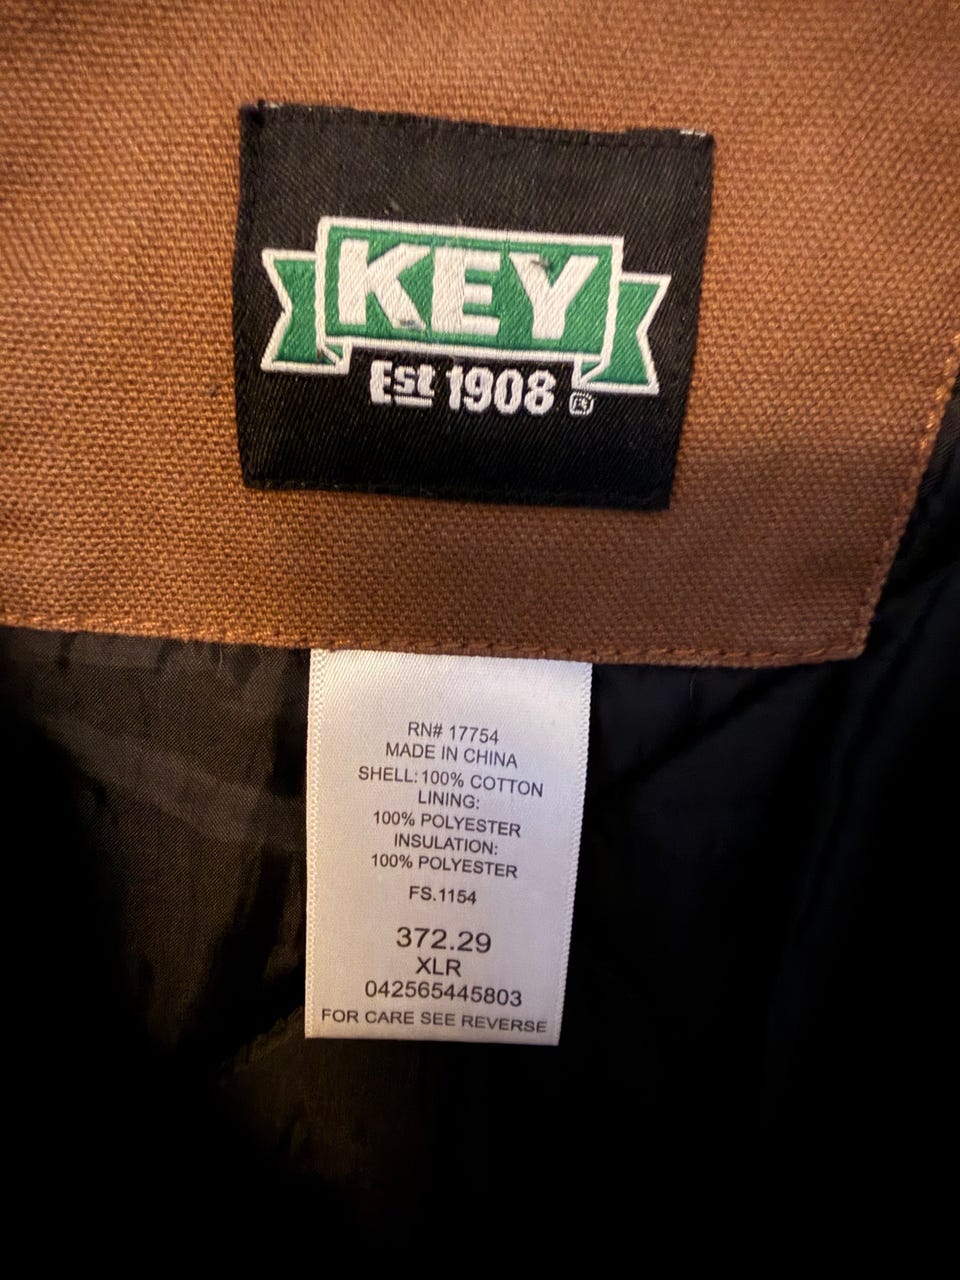 KEY
Est 1908 ®
RN# 17754
MADE IN CHINA
SHELL: 100% COTTON
LINING:
100% POLYESTER
INSULATION:
100% POLYESTER
FS.1154
372.29
XLR
042565445803
FOR CARE SEE REVERSE